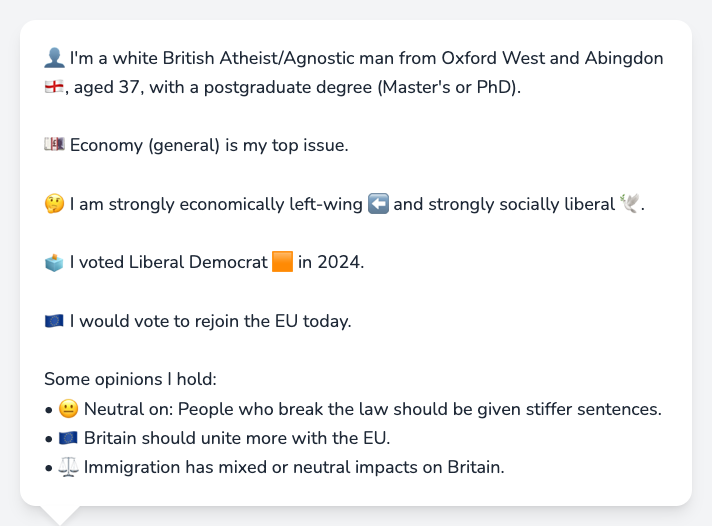 👤 I'm a white British Atheist/Agnostic man from Oxford West and Abingdon
🏴󠁧󠁢󠁥󠁮󠁧󠁿, aged 37, with a postgraduate degree (Master's or PhD).
💷 Economy (general) is my top issue.
🤔 I am strongly economically left-wing ⬅️ and strongly socially liberal 🕊️.
🗳️ I voted Liberal Democrat 🟧 in 2024.
🇪🇺 I would vote to rejoin the EU today.
Some opinions I hold:
• 😐 Neutral on: People who break the law should be given stiffer sentences.
• 🇪🇺 Britain should unite more with the EU.
• ⚖️ Immigration has mixed or neutral impacts on Britain.